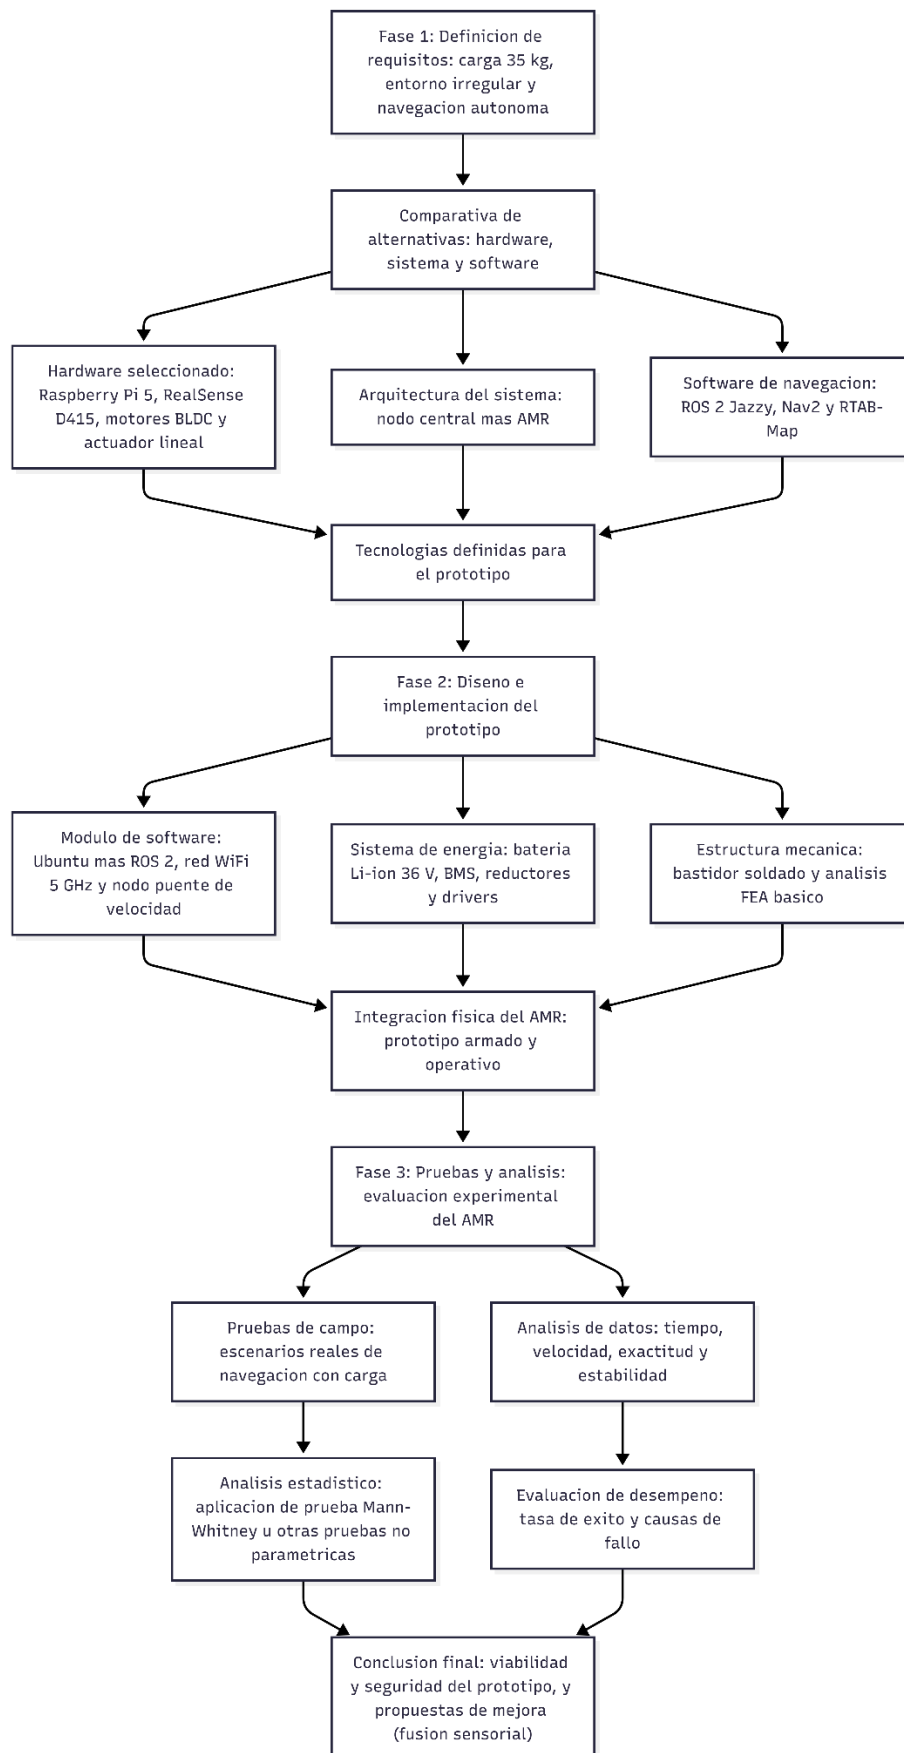 Fase 1: Definicion de
requisitos: carga 35 kg,
entorno irregular y
navegacion autonoma
Comparativa de
alternativas: hardware,
sistema y software
Hardware seleccionado:
Raspberry Pi 5, RealSense
D415, motores BLDC y
actuador lineal
Arquitectura del sistema:
nodo central mas AMR
Software de navegacion:
ROS 2 Jazzy, Nav2 y RTAB-
Map
Tecnologias definidas para
el prototipo
Fase 2: Diseno e
implementacion del
prototipo
Modulo de software:
Ubuntu mas ROS 2, red WiFi
5 GHz y nodo puente de
velocidad
Sistema de energia: bateria
Li-ion 36 V, BMS, reductores
y drivers
Estructura mecanica:
bastidor soldado y analisis
FEA basico
Integracion fisica del AMR:
prototipo armado y
operativo
Fase 3: Pruebas y analisis:
evaluacion experimental
del AMR
Pruebas de campo:
escenarios reales de
navegacion con carga
Analisis de datos: tiempo,
velocidad, exactitud y
estabilidad
Analisis estadistico:
aplicacion de prueba Mann-
Whitney u otras pruebas no
parametricas
Evaluacion de desempeno:
tasa de exito y causas de
fallo
Conclusion final: viabilidad
y seguridad del prototipo, y
propuestas de mejora
(fusion sensorial)